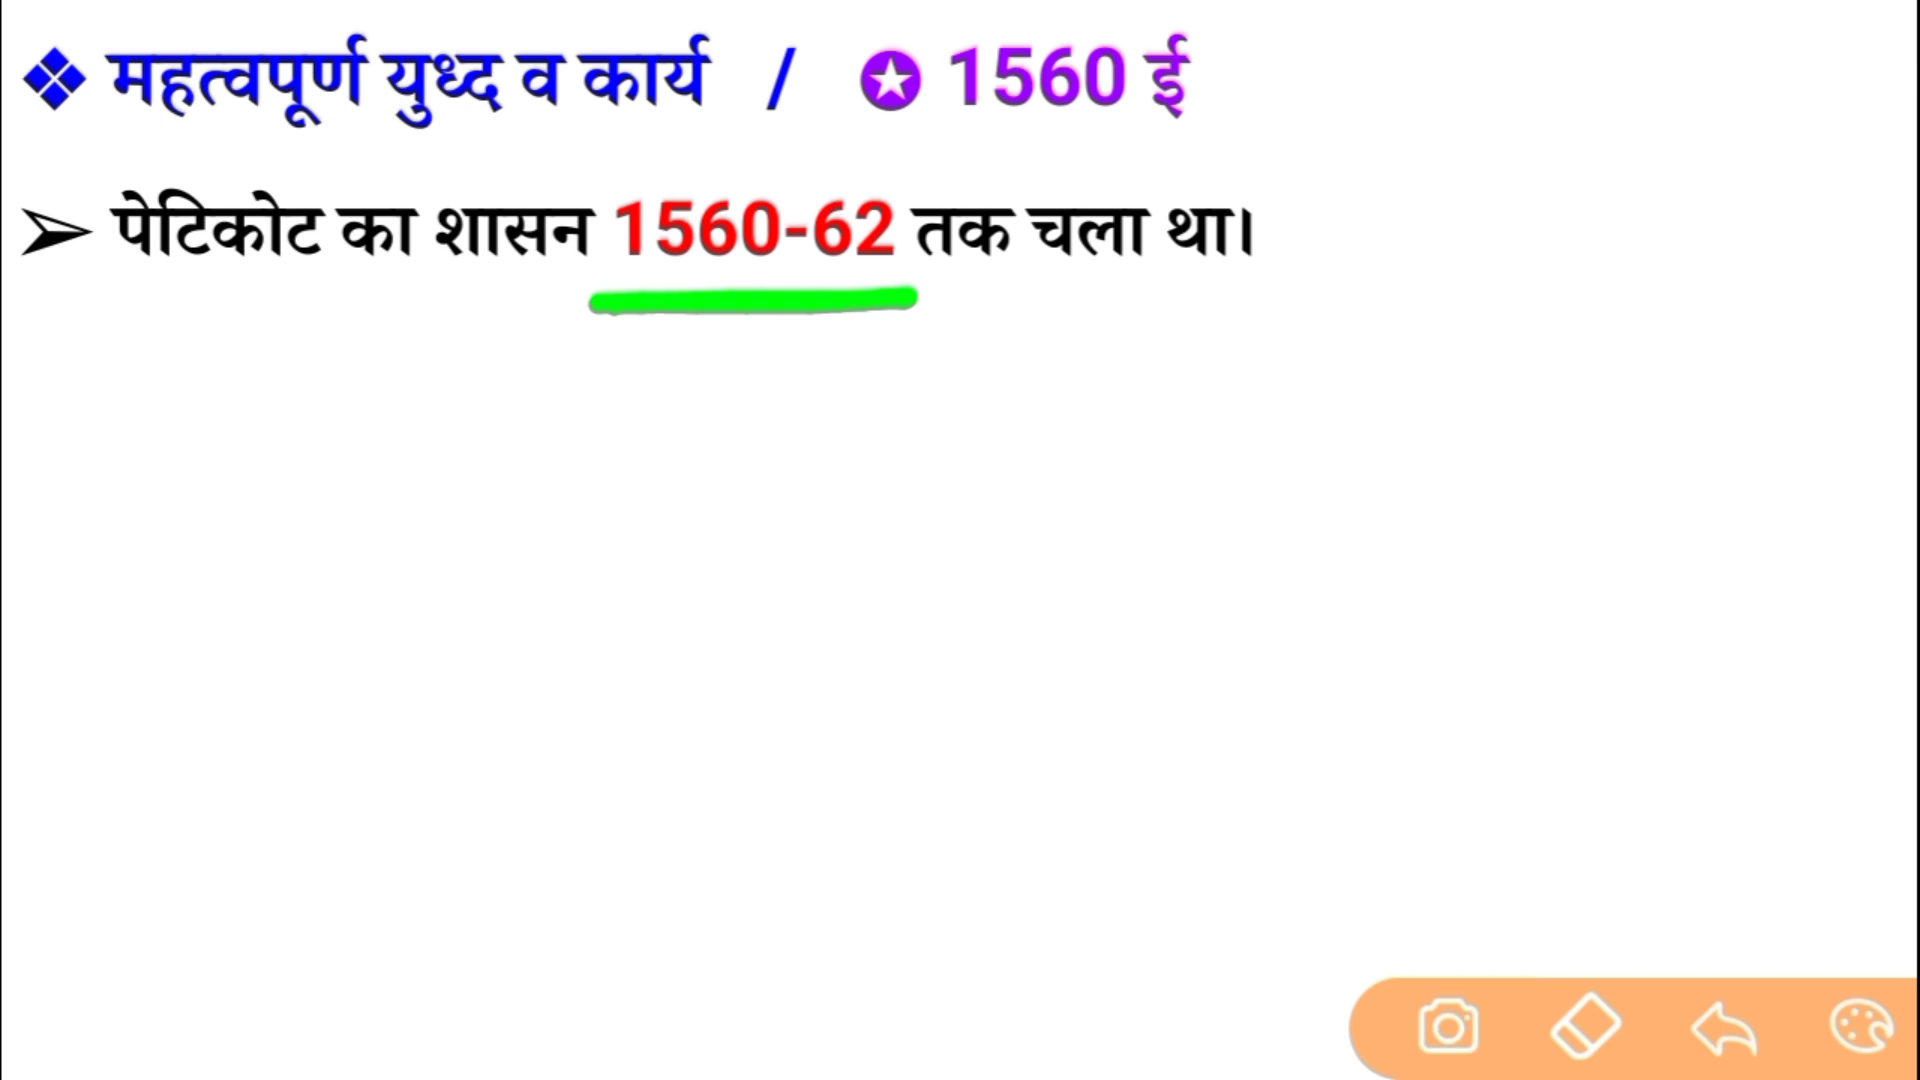 ❖ महत्वपूर्ण युध्द व कार्य / ✪ 1560 ई
➢ पेटिकोट का शासन 1560-62 तक चला था।